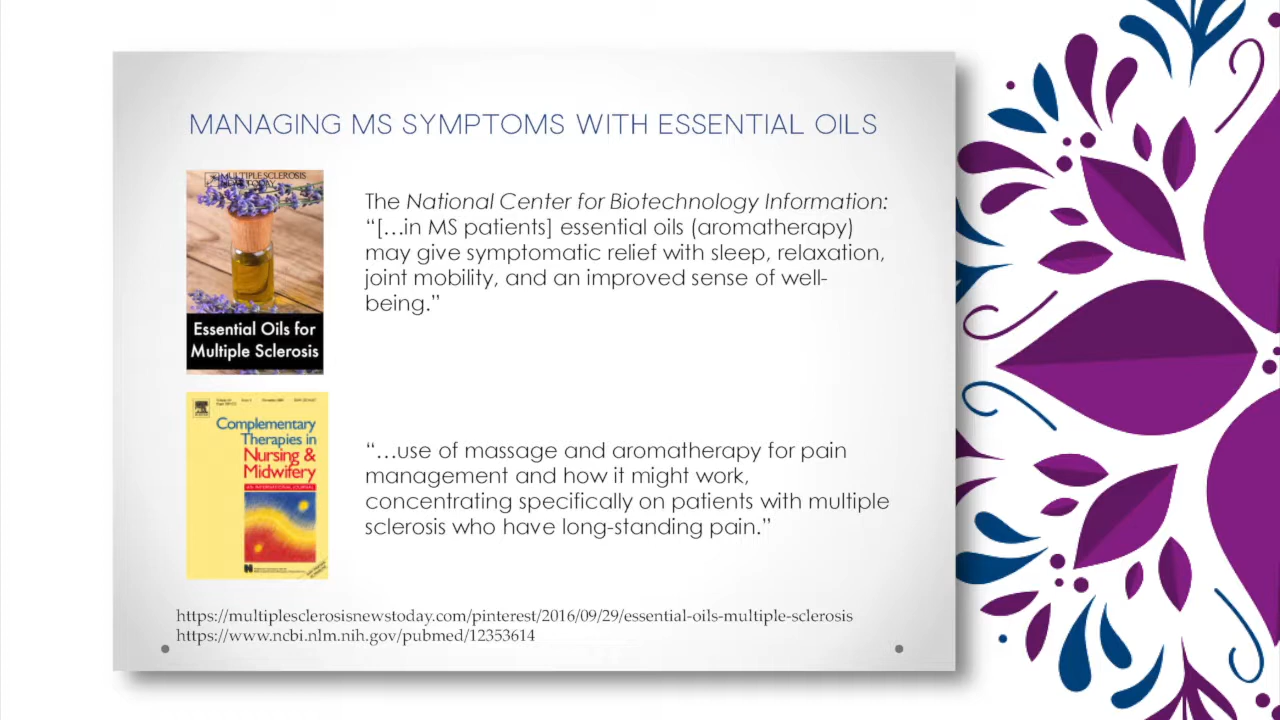 MANAGING MS SYMPTOMS WITH ESSENTIAL OILS
MULTIPLE SCLEROSIS
NEWS TODAY
Essential Oils for
Multiple Sclerosis
The National Center for Biotechnology Information:
“[…in MS patients] essential oils (aromatherapy)
may give symptomatic relief with sleep, relaxation,
joint mobility, and an improved sense of well-
being.”
Complementary
Therapies in
Nursing &
Midwifery
AN INTERNATIONAL JOURNAL
“…use of massage and aromatherapy for pain
management and how it might work,
concentrating specifically on patients with multiple
sclerosis who have long-standing pain.”
https://multiplesclerosisnewstoday.com/pinterest/2016/09/29/essential-oils-multiple-sclerosis
https://www.ncbi.nlm.nih.gov/pubmed/12353614